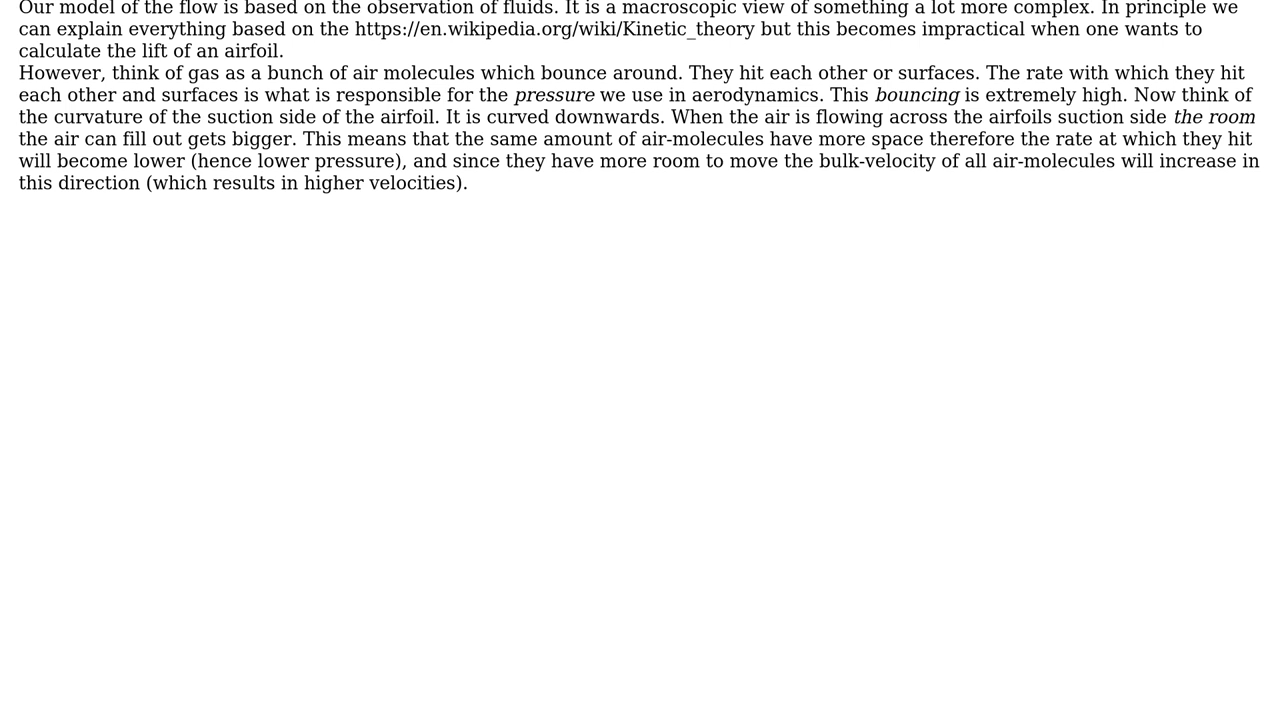 Our model of the flow is based on the observation of fluids. It is a macroscopic view of something a lot more complex. In principle we
can explain everything based on the https://en.wikipedia.org/wiki/Kinetic_theory but this becomes impractical when one wants to
calculate the lift of an airfoil.
However, think of gas as a bunch of air molecules which bounce around. They hit each other or surfaces. The rate with which they hit
each other and surfaces is what is responsible for the pressure we use in aerodynamics. This bouncing is extremely high. Now think of
the curvature of the suction side of the airfoil. It is curved downwards. When the air is flowing across the airfoils suction side the room
the air can fill out gets bigger. This means that the same amount of air-molecules have more space therefore the rate at which they hit
will become lower (hence lower pressure), and since they have more room to move the bulk-velocity of all air-molecules will increase in
this direction (which results in higher velocities).